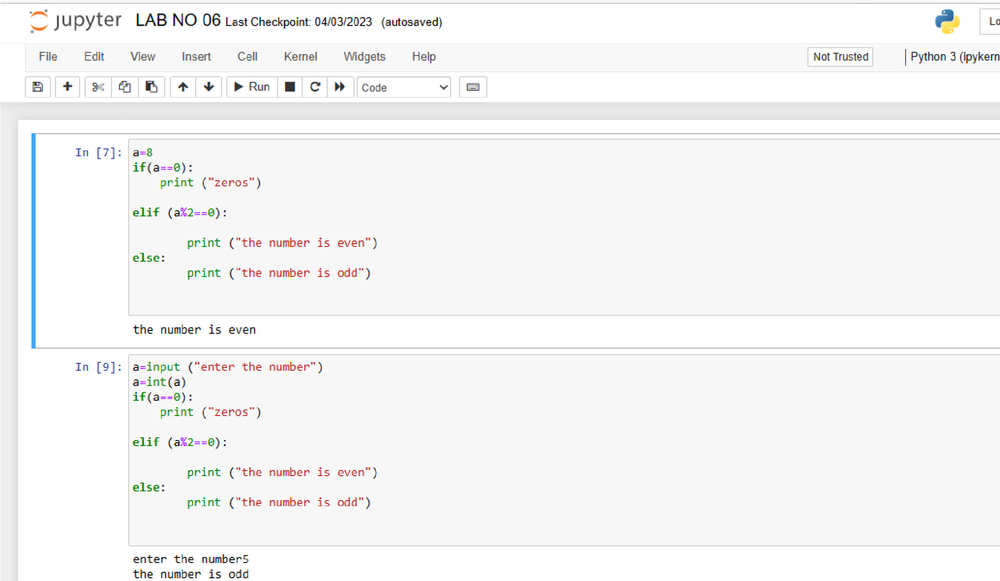 jupyter LAB NO 06 Last Checkpoint: 04/03/2023 (autosaved)
File Edit View Insert Cell Kernel Widgets Help Not Trusted Python 3 (ipykern
Run Code
In [7]: a=8
if(a==0):
    print ("zeros")
elif (a%2==0):
        print ("the number is even")
else:
        print ("the number is odd")
the number is even
In [9]: a=input ("enter the number")
a=int(a)
if(a==0):
    print ("zeros")
elif (a%2==0):
        print ("the number is even")
else:
        print ("the number is odd")
enter the number5
the number is odd